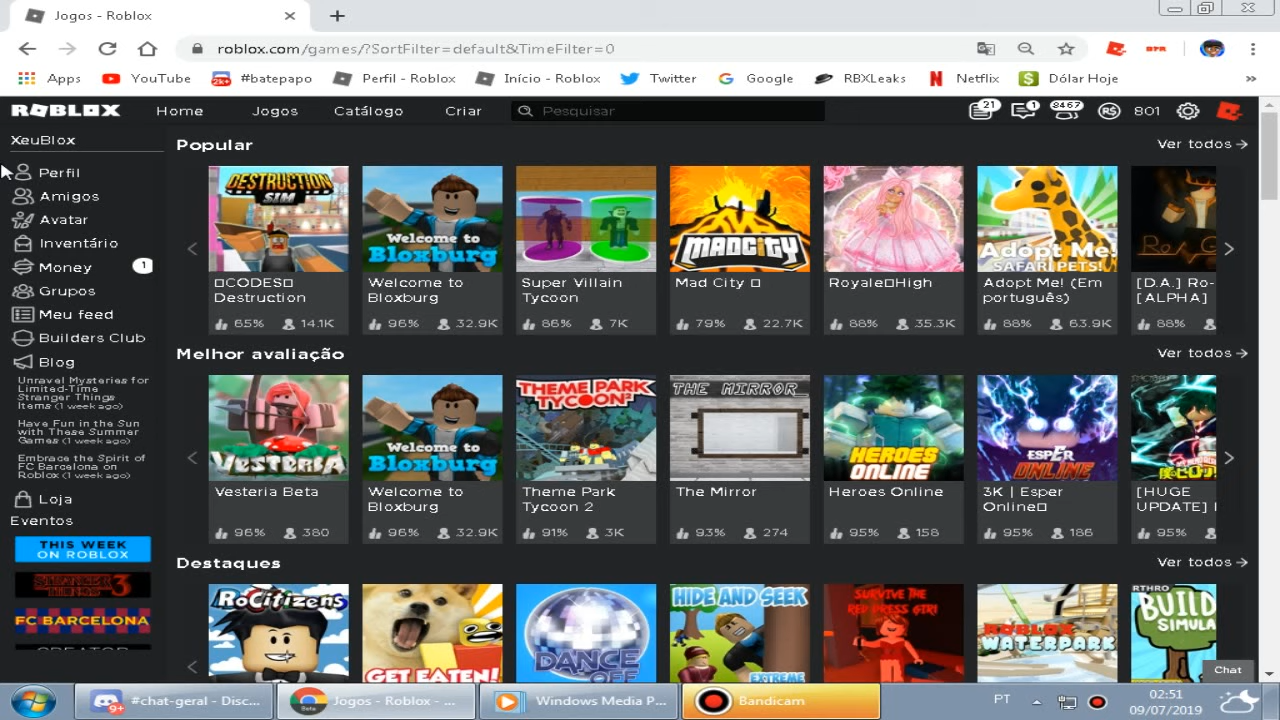 Jogos - Roblox
roblox.com/games/?SortFilter=default&TimeFilter=0
Apps YouTube #batepapo Perfil - Roblox Início - Roblox Twitter Google RBXLeaks Netflix Dólar Hoje »
ROBLOX Home Jogos Catálogo Criar Pesquisar 21 1 8467 R$ 801
XeuBlox
Perfil
Amigos
Avatar
Inventário
Money 1
Grupos
Meu feed
Builders Club
Blog
Unravel Mysteries for
Limited-Time
Stranger Things
Items (1 week ago)
Have Fun in the Sun
with These Summer
Games (1 week ago)
Embrace the Spirit of
FC Barcelona on
Roblox (1 week ago)
Loja
Eventos
THIS WEEK
ON ROBLOX
STRANGER
THINGS 3
FC BARCELONA
CREATOR
Popular Ver todos
DESTRUCTION
SIM
Welcome to
Bloxburg
MADCITY
Adopt Me!
SAFARI PETS!
CODES
Destruction
65% 14.1K
Welcome to
Bloxburg
96% 32.9K
Super Villain
Tycoon
86% 7K
Mad City
79% 22.7K
Royale High
88% 35.3K
Adopt Me! (Em
português)
88% 63.9K
[D.A.] Ro-
[ALPHA]
88%
Melhor avaliação Ver todos
VESTERIA
Welcome to
Bloxburg
THEME PARK
TYCOON 2
THE MIRROR_
HEROES
ONLINE
ESPER
ONLINE
Vesteria Beta
96% 380
Welcome to
Bloxburg
96% 32.9K
Theme Park
Tycoon 2
91% 3K
The Mirror
93% 274
Heroes Online
95% 158
3K | Esper
Online
95% 186
[HUGE
UPDATE]
95%
Destaques Ver todos
ROCITIZENS
GET EATEN!
DANCE
OFF
HIDE AND SEEK
EXTREME
SURVIVE THE
RED DRESS GIRL
ROBLOX
WATERPARK
RTHRO
BUILD
SIMULA
Chat
9+ #chat-geral - Disc... Beta Jogos - Roblox - ... Windows Media P... Bandicam PT 02:51
09/07/2019